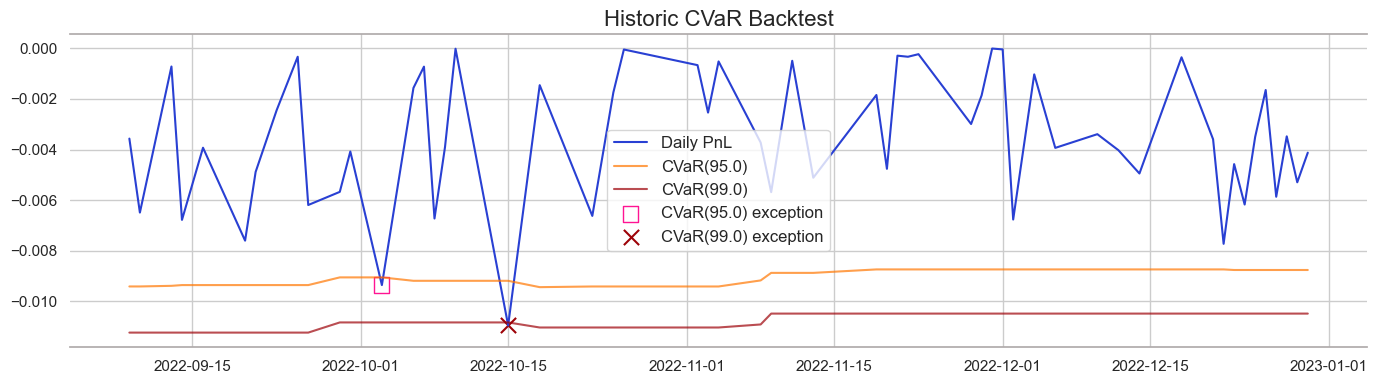 Historic CVaR Backtest
0.000
−0.002
−0.004
−0.006
−0.008
−0.010
Daily PnL
CVaR(95.0)
CVaR(99.0)
CVaR(95.0) exception
CVaR(99.0) exception
2022-09-15
2022-10-01
2022-10-15
2022-11-01
2022-11-15
2022-12-01
2022-12-15
2023-01-01